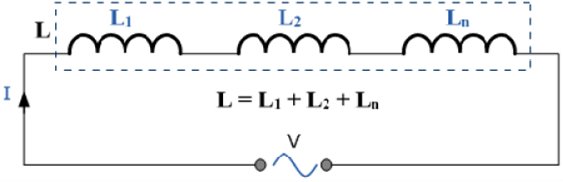 L₁ L₂ Lₙ
L
I
L = L₁ + L₂ + Lₙ
V